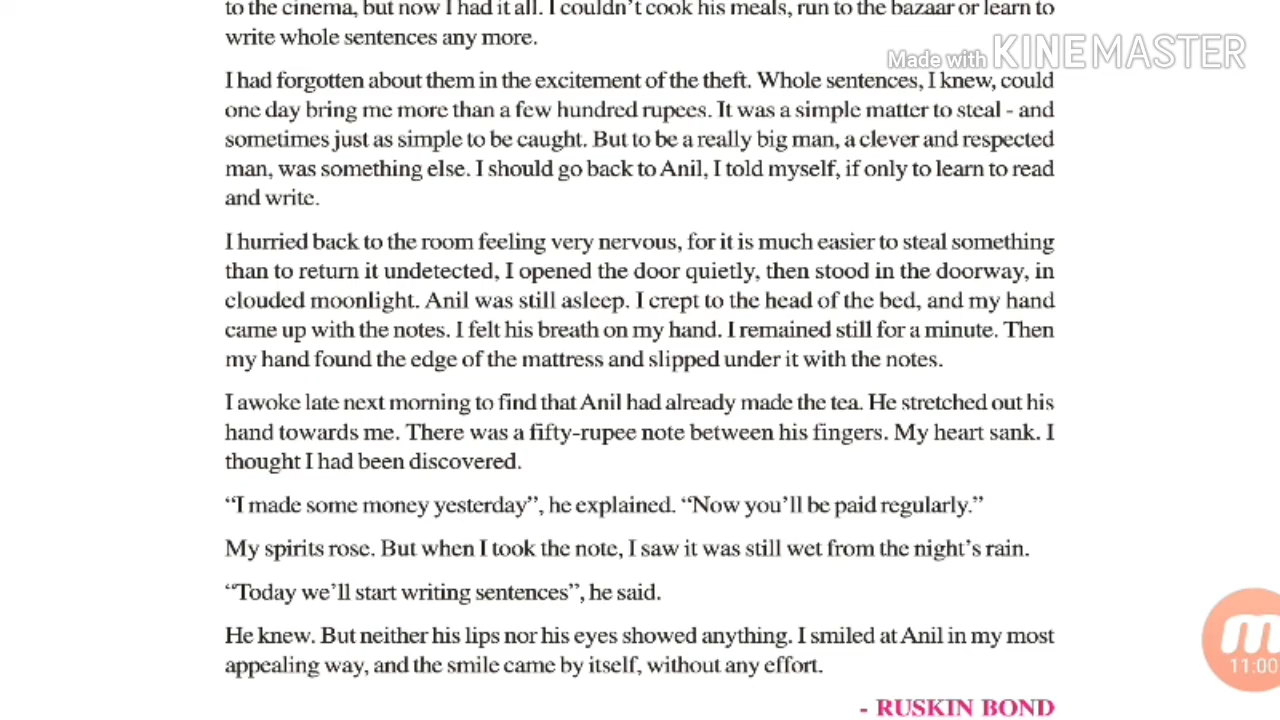 to the cinema, but now I had it all. I couldn't cook his meals, run to the bazaar or learn to
write whole sentences any more.
Made with KINEMASTER
I had forgotten about them in the excitement of the theft. Whole sentences, I knew, could
one day bring me more than a few hundred rupees. It was a simple matter to steal - and
sometimes just as simple to be caught. But to be a really big man, a clever and respected
man, was something else. I should go back to Anil, I told myself, if only to learn to read
and write.
I hurried back to the room feeling very nervous, for it is much easier to steal something
than to return it undetected, I opened the door quietly, then stood in the doorway, in
clouded moonlight. Anil was still asleep. I crept to the head of the bed, and my hand
came up with the notes. I felt his breath on my hand. I remained still for a minute. Then
my hand found the edge of the mattress and slipped under it with the notes.
I awoke late next morning to find that Anil had already made the tea. He stretched out his
hand towards me. There was a fifty-rupee note between his fingers. My heart sank. I
thought I had been discovered.
“I made some money yesterday”, he explained. “Now you'll be paid regularly.”
My spirits rose. But when I took the note, I saw it was still wet from the night's rain.
“Today we'll start writing sentences”, he said.
He knew. But neither his lips nor his eyes showed anything. I smiled at Anil in my most
appealing way, and the smile came by itself, without any effort.
11:00
- RUSKIN BOND